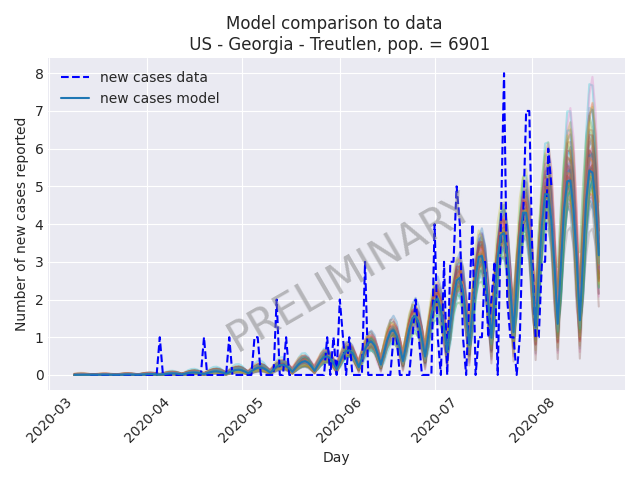 Model comparison to data
US - Georgia - Treutlen, pop. = 6901
new cases data
new cases model
PRELIMINARY
Number of new cases reported
8
7
6
5
4
3
2
1
0
2020-03
2020-04
2020-05
2020-06
2020-07
2020-08
Day